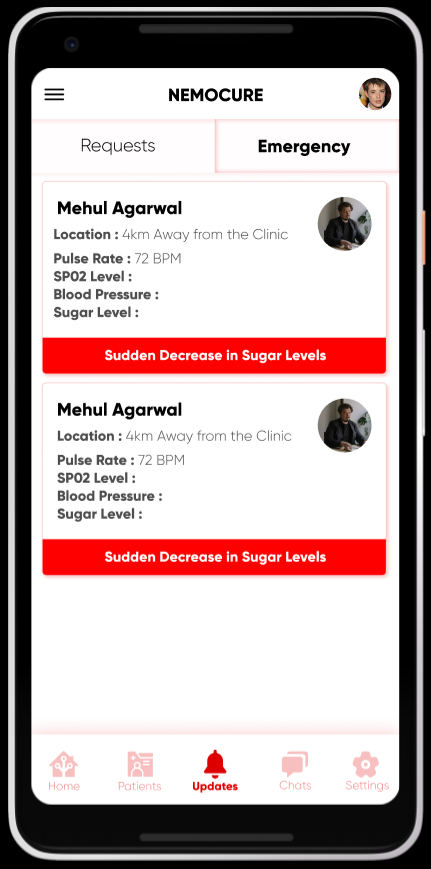 NEMOCURE
Requests
Emergency
Mehul Agarwal
Location : 4km Away from the Clinic
Pulse Rate : 72 BPM
SP02 Level :
Blood Pressure :
Sugar Level :
Sudden Decrease in Sugar Levels
Mehul Agarwal
Location : 4km Away from the Clinic
Pulse Rate : 72 BPM
SP02 Level :
Blood Pressure :
Sugar Level :
Sudden Decrease in Sugar Levels
Home
Patients
Updates
Chats
Settings